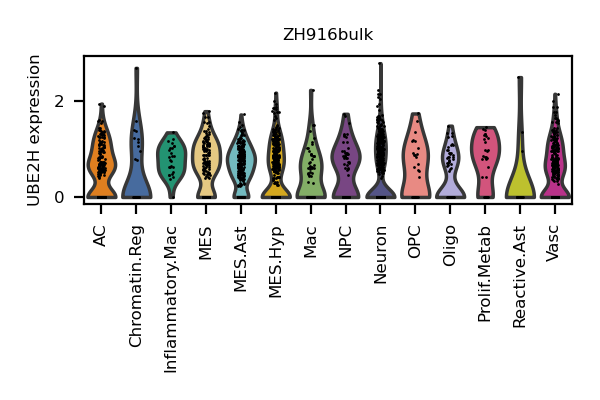 ZH916bulk
UBE2H expression
2
0
AC
Chromatin.Reg
Inflammatory.Mac
MES
MES.Ast
MES.Hyp
Mac
NPC
Neuron
OPC
Oligo
Prolif.Metab
Reactive.Ast
Vasc